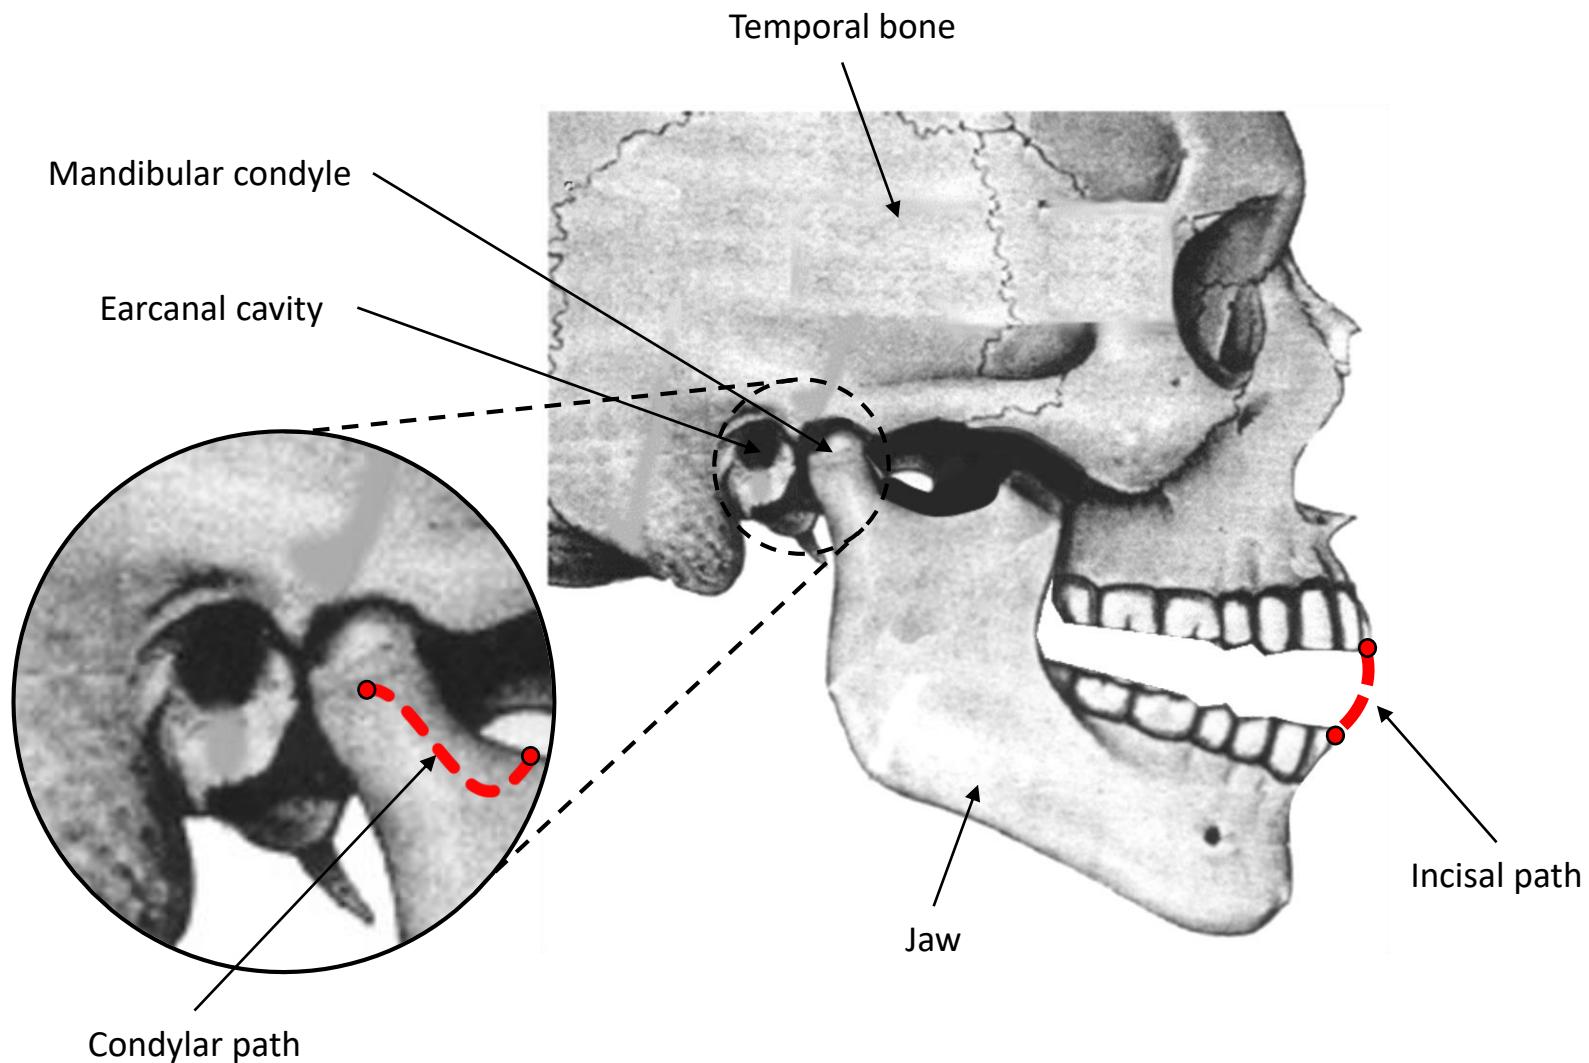 Temporal bone
Mandibular condyle
Earcanal cavity
Incisal path
Jaw
Condylar path